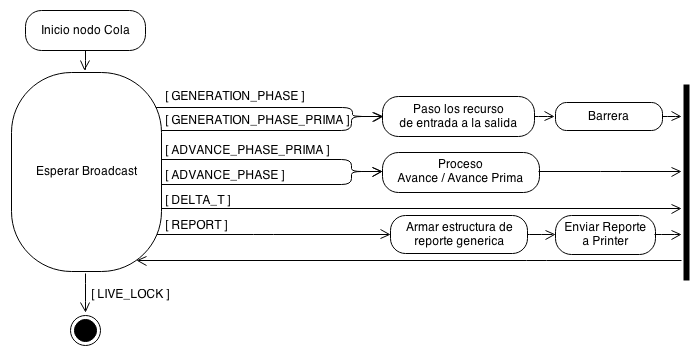 Inicio nodo Cola
[ GENERATION_PHASE ]
[ GENERATION_PHASE_PRIMA ]
Paso los recurso
de entrada a la salida
Barrera
Esperar Broadcast
[ ADVANCE_PHASE_PRIMA ]
[ ADVANCE_PHASE ]
Proceso
Avance / Avance Prima
[ DELTA_T ]
[ REPORT ]
Armar estructura de
reporte generica
Enviar Reporte
a Printer
[ LIVE_LOCK ]